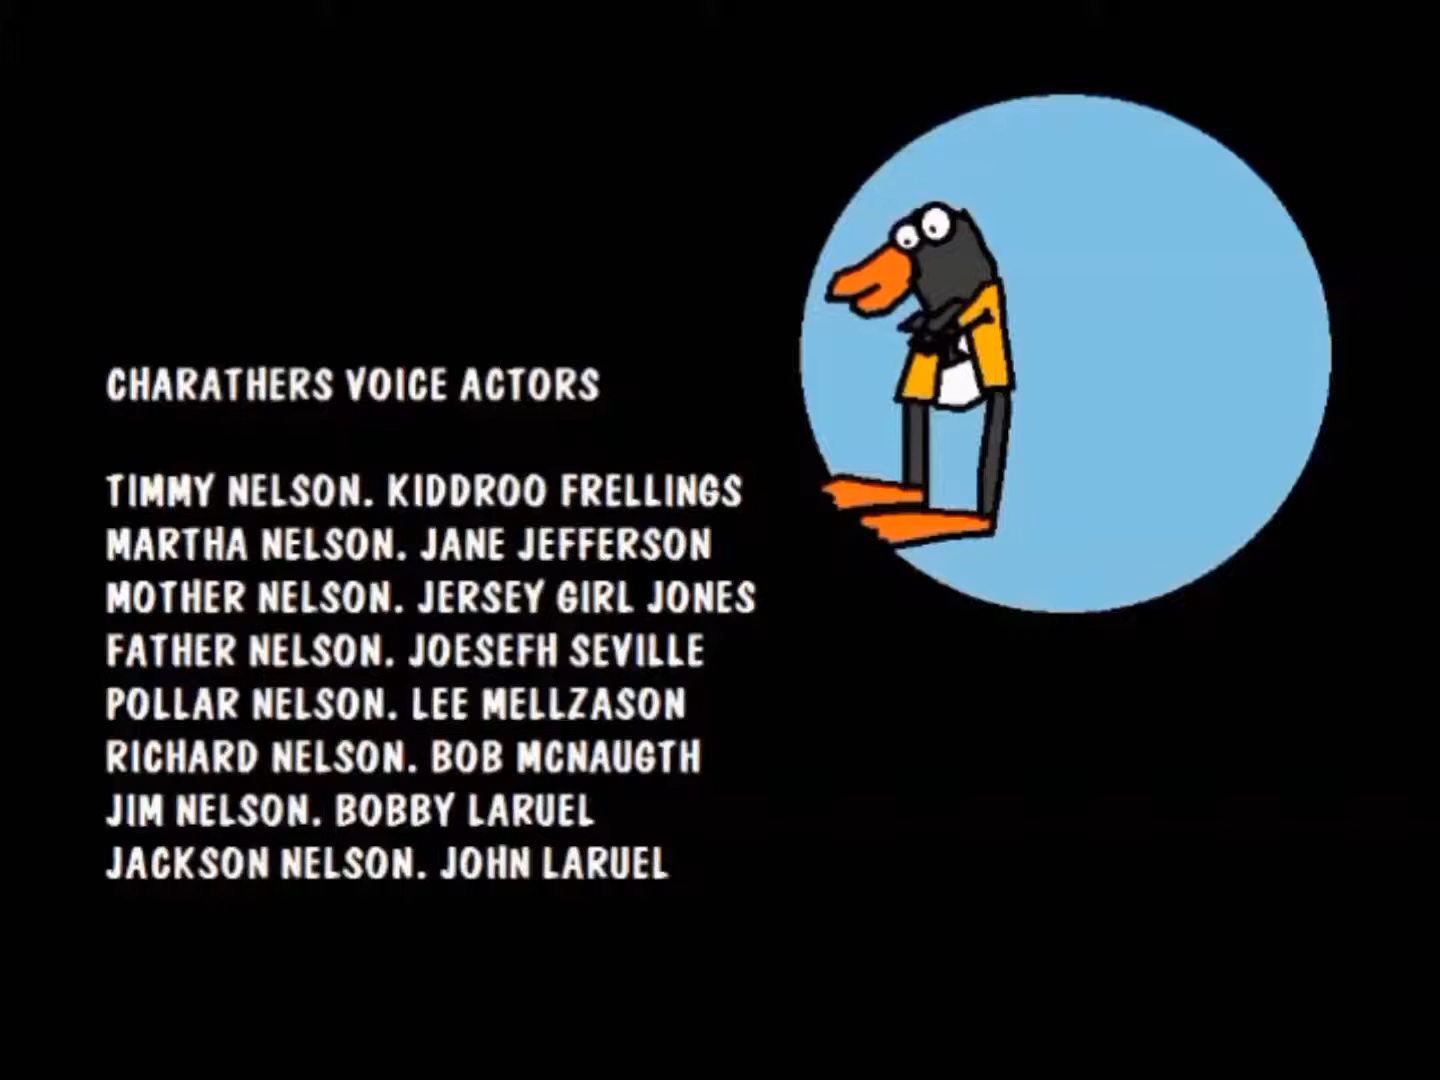 CHARATHERS VOICE ACTORS
TIMMY NELSON. KIDDROO FRELLINGS
MARTHA NELSON. JANE JEFFERSON
MOTHER NELSON. JERSEY GIRL JONES
FATHER NELSON. JOESEFH SEVILLE
POLLAR NELSON. LEE MELLZASON
RICHARD NELSON. BOB MCNAUGTH
JIM NELSON. BOBBY LARUEL
JACKSON NELSON. JOHN LARUEL